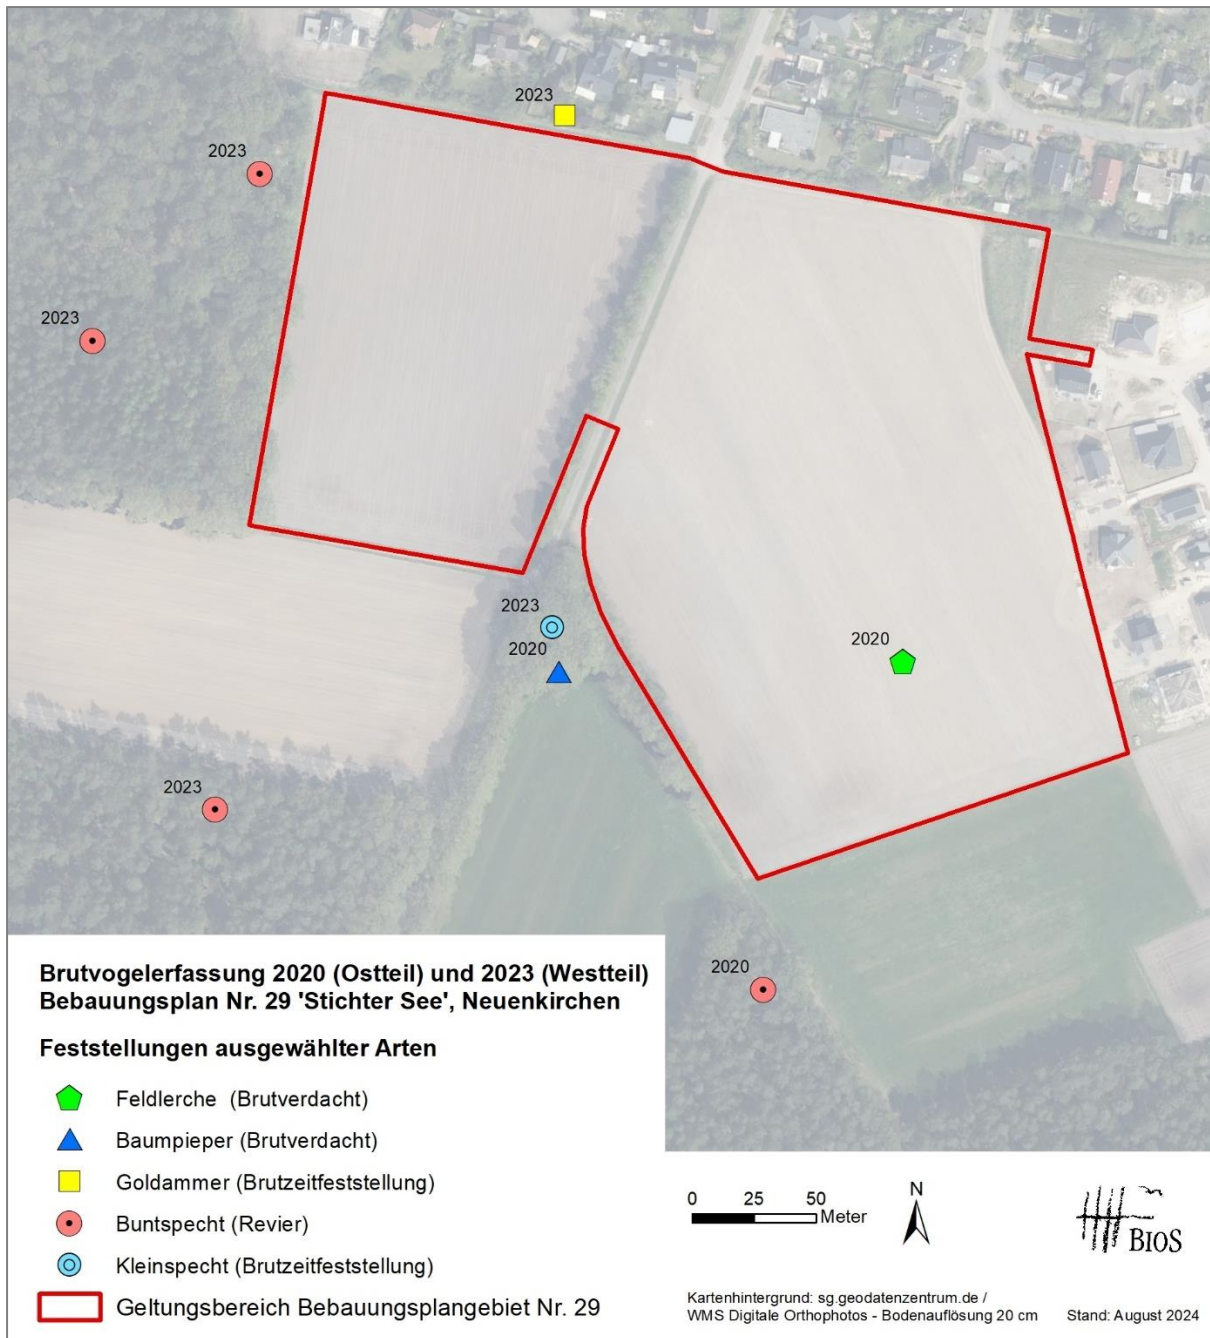 2023
2023
2023
2023
2020
2020
2023
2020
Brutvogelerfassung 2020 (Ostteil) und 2023 (Westteil)
Bebauungsplan Nr. 29 'Stichter See', Neuenkirchen
Feststellungen ausgewählter Arten
Feldlerche (Brutverdacht)
Baumpieper (Brutverdacht)
Goldammer (Brutzeitfeststellung)
Buntspecht (Revier)
Kleinspecht (Brutzeitfeststellung)
Geltungsbereich Bebauungsplangebiet Nr. 29
0 25 50
Meter
N
BIOS
Kartenhintergrund: sg.geodatenzentrum.de /
WMS Digitale Orthophotos - Bodenauflösung 20 cm
Stand: August 2024